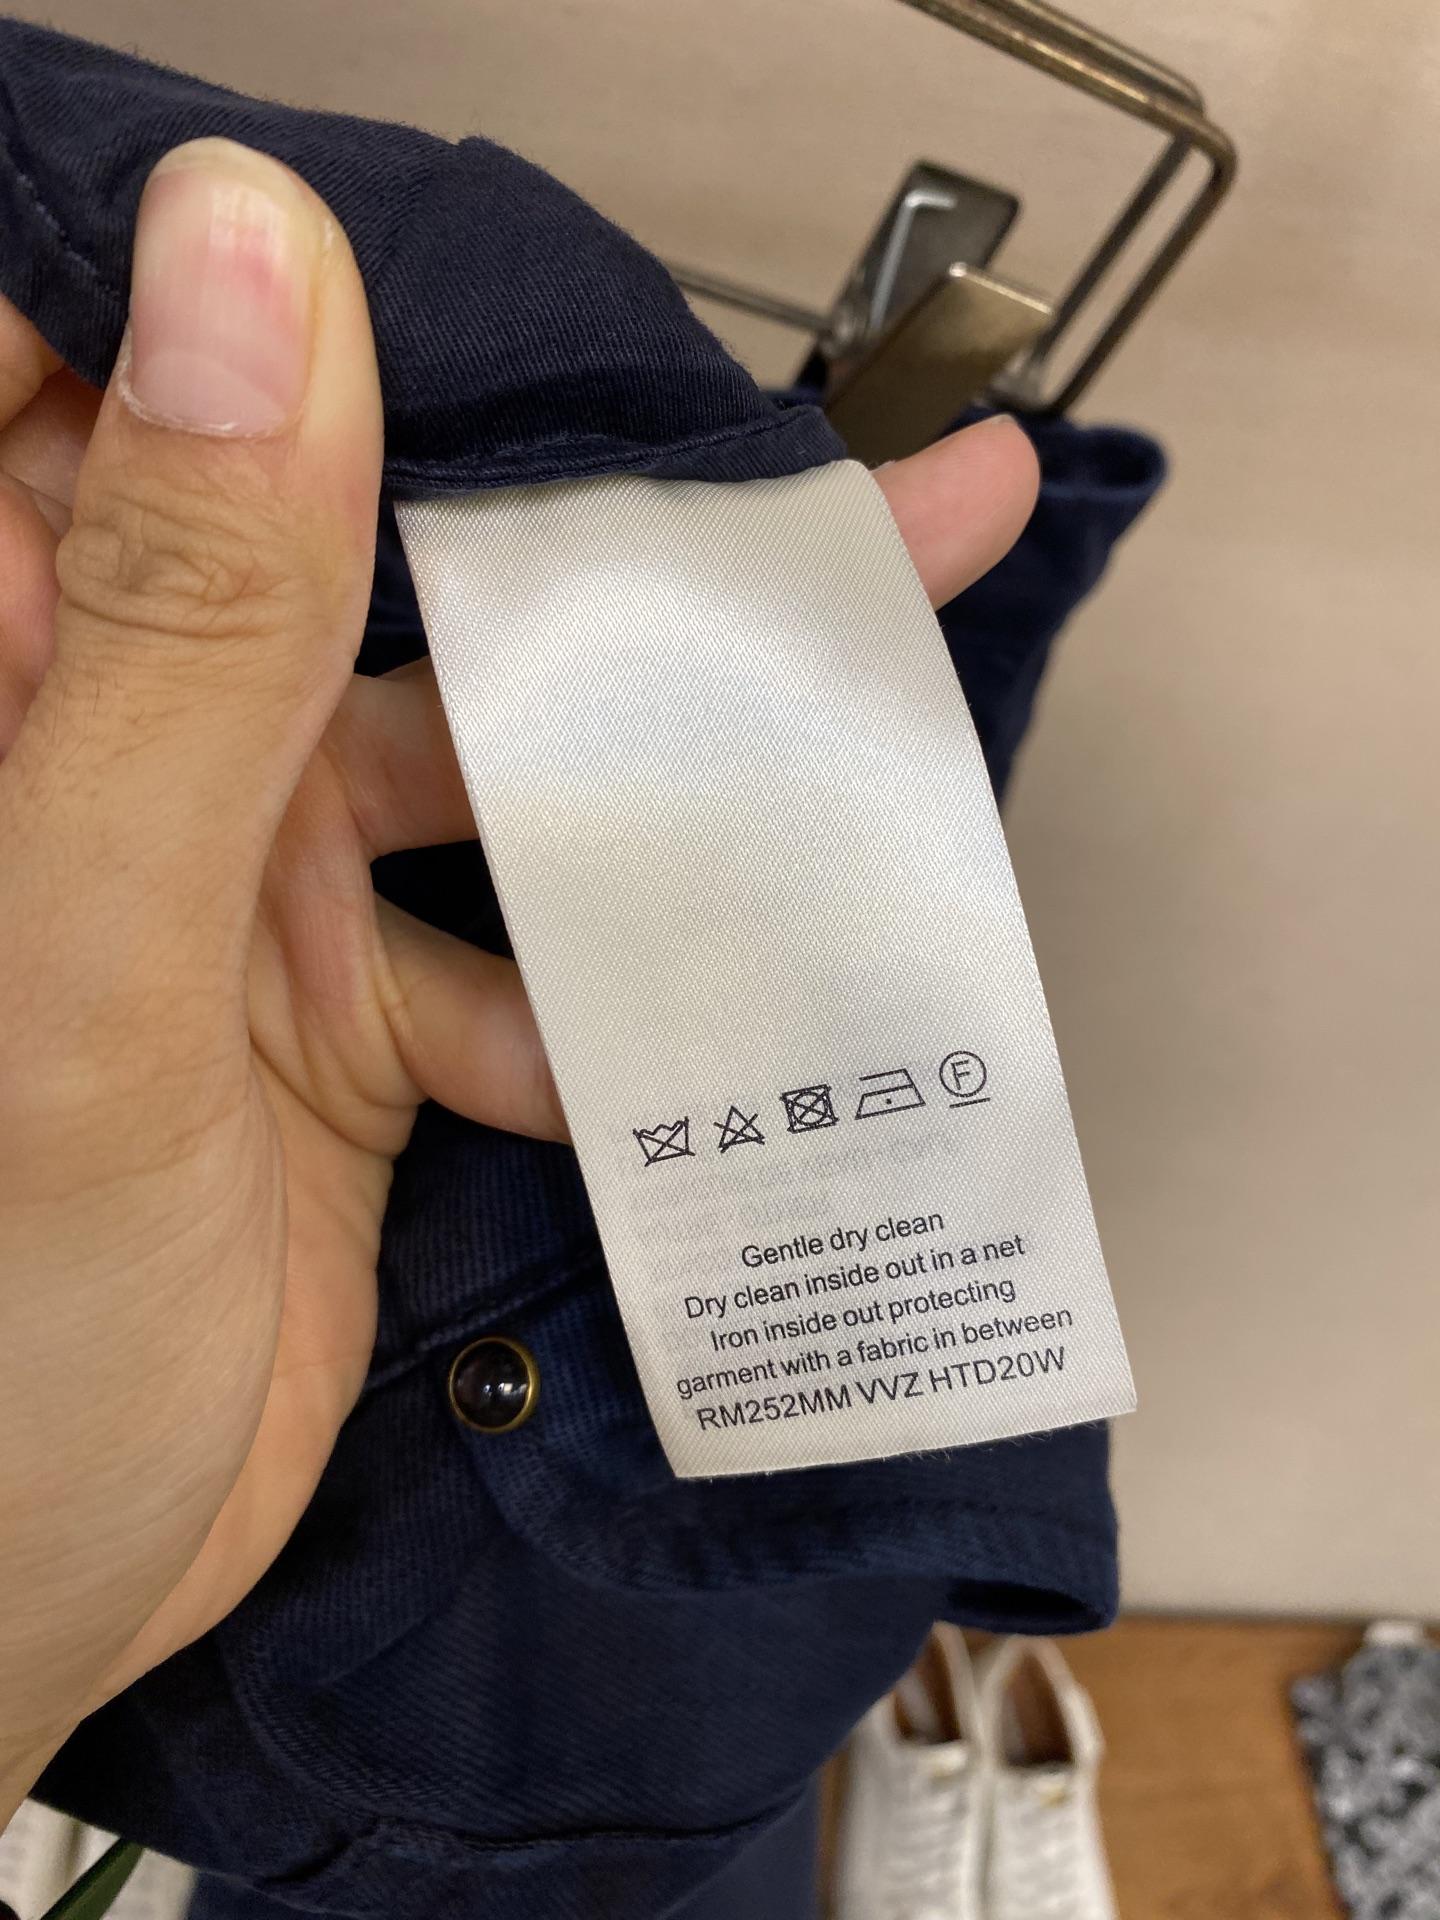 F
Gentle dry clean
Dry clean inside out in a net
Iron inside out protecting
garment with a fabric in between
RM252MM VVZ HTD20W